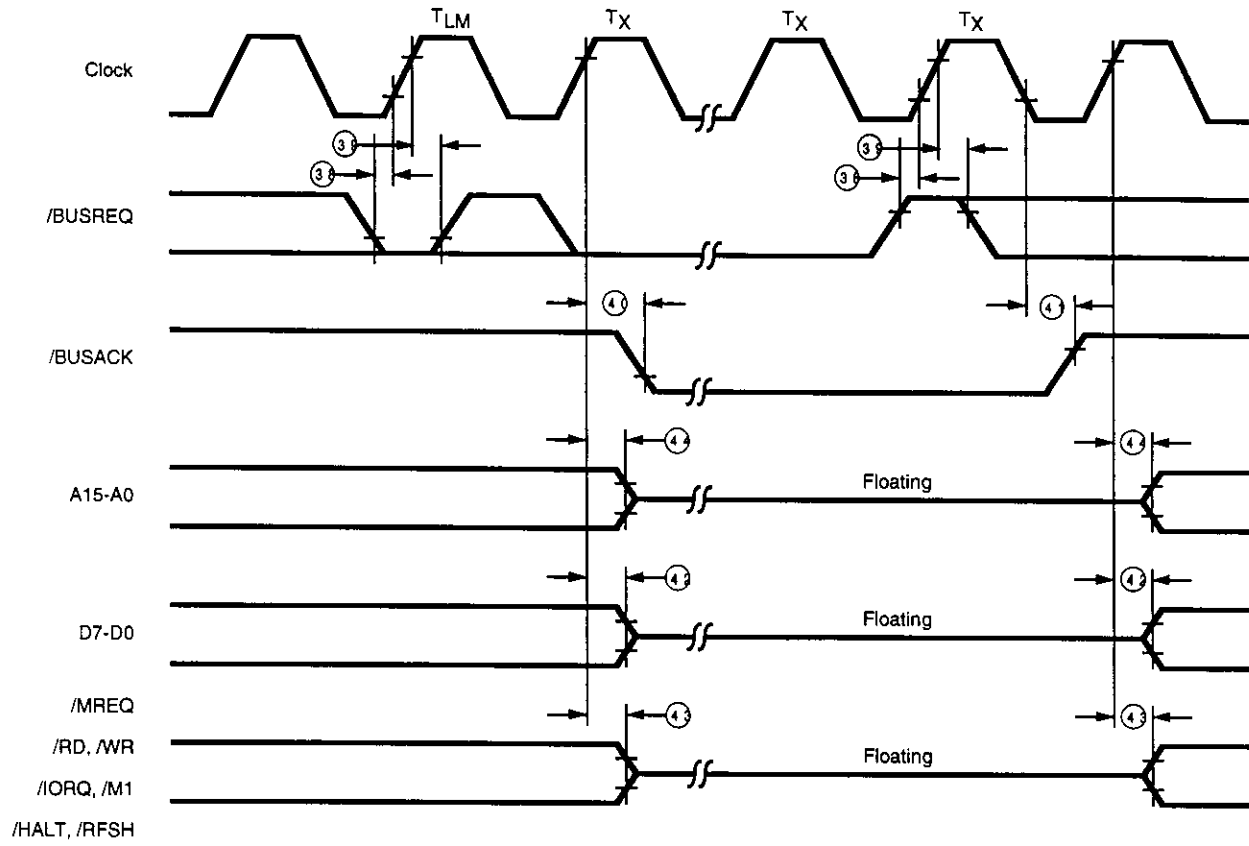 TLM TX TX TX
Clock
39 39
38 38
/BUSREQ
40 41
/BUSACK
44 44
A15-A0 Floating
42 42
D7-D0 Floating
/MREQ
43 43
/RD, /WR
Floating
/IORQ, /M1
/HALT, /RFSH